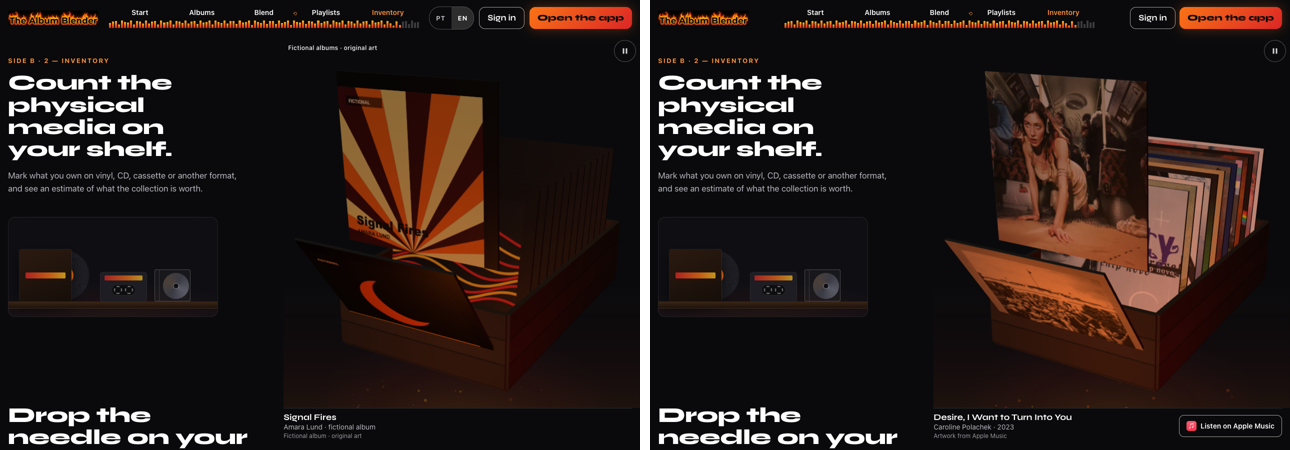 The Album Blender
Start
Albums
Blend
Playlists
Inventory
PT
EN
Sign in
Open the app
Fictional albums · original art
SIDE B · 2 — INVENTORY
Count the
physical
media on
your shelf.
Mark what you own on vinyl, CD, cassette or another format,
and see an estimate of what the collection is worth.
FICTIONAL
Signal Fires
AMARA LUND
Drop the
needle on your
Signal Fires
Amara Lund · fictional album
Fictional album · original art
The Album Blender
Start
Albums
Blend
Playlists
Inventory
Sign in
Open the app
SIDE B · 2 — INVENTORY
Count the
physical
media on
your shelf.
Mark what you own on vinyl, CD, cassette or another format,
and see an estimate of what the collection is worth.
Drop the
needle on your
Desire, I Want to Turn Into You
Caroline Polachek · 2023
Artwork from Apple Music
Listen on Apple Music